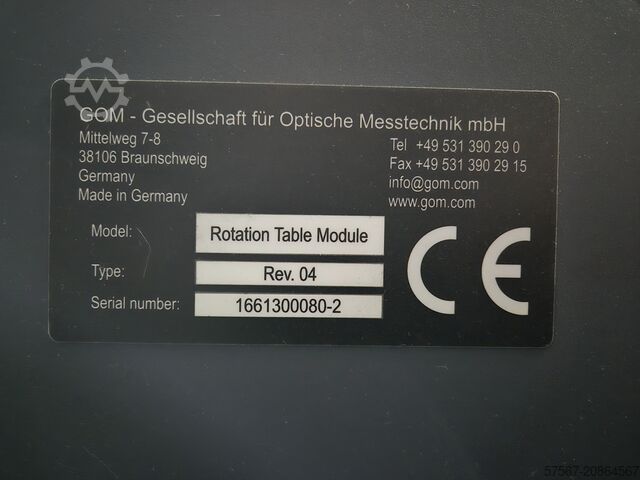 GOM - Gesellschaft für Optische Messtechnik mbH
Mittelweg 7-8
38106 Braunschweig
Germany
Made in Germany
Tel +49 531 390 29 0
Fax +49 531 390 29 15
info@gom.com
www.gom.com
Model: Rotation Table Module
Type: Rev. 04
Serial number: 1661300080-2
CE
57587-20864567